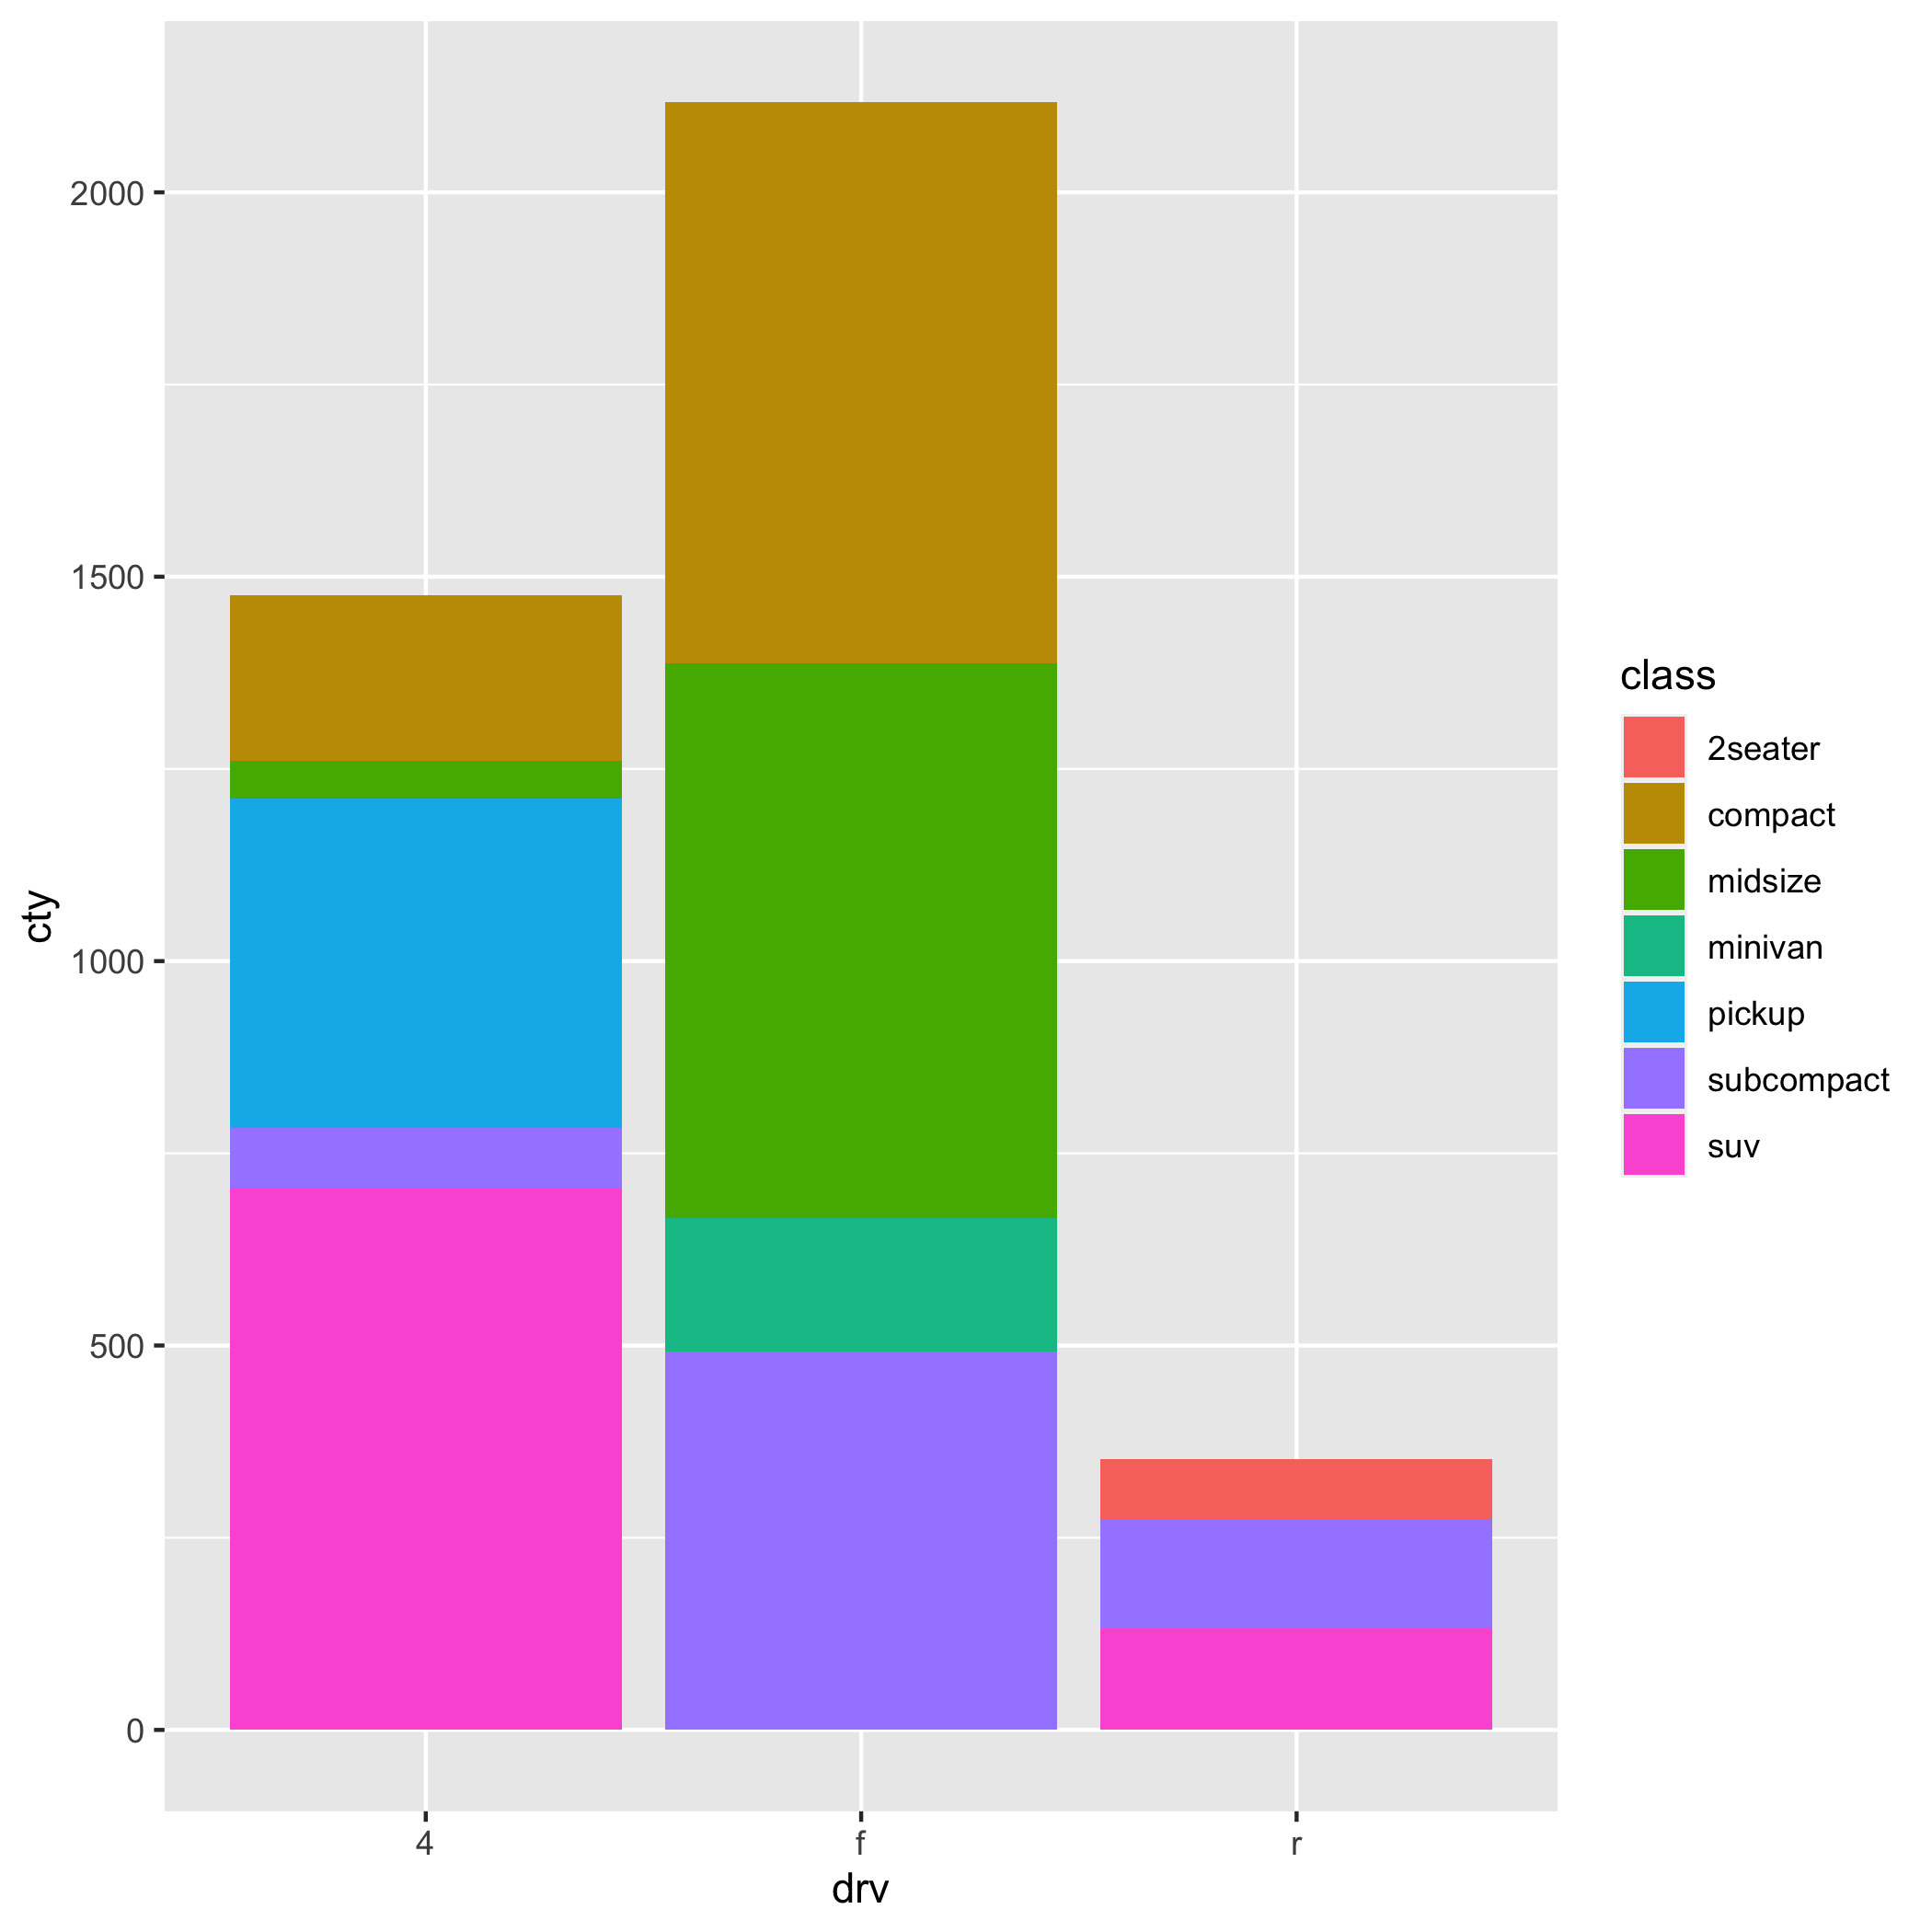 2000
1500
1000
500
0
cty
4 f r
drv
class
2seater
compact
midsize
minivan
pickup
subcompact
suv